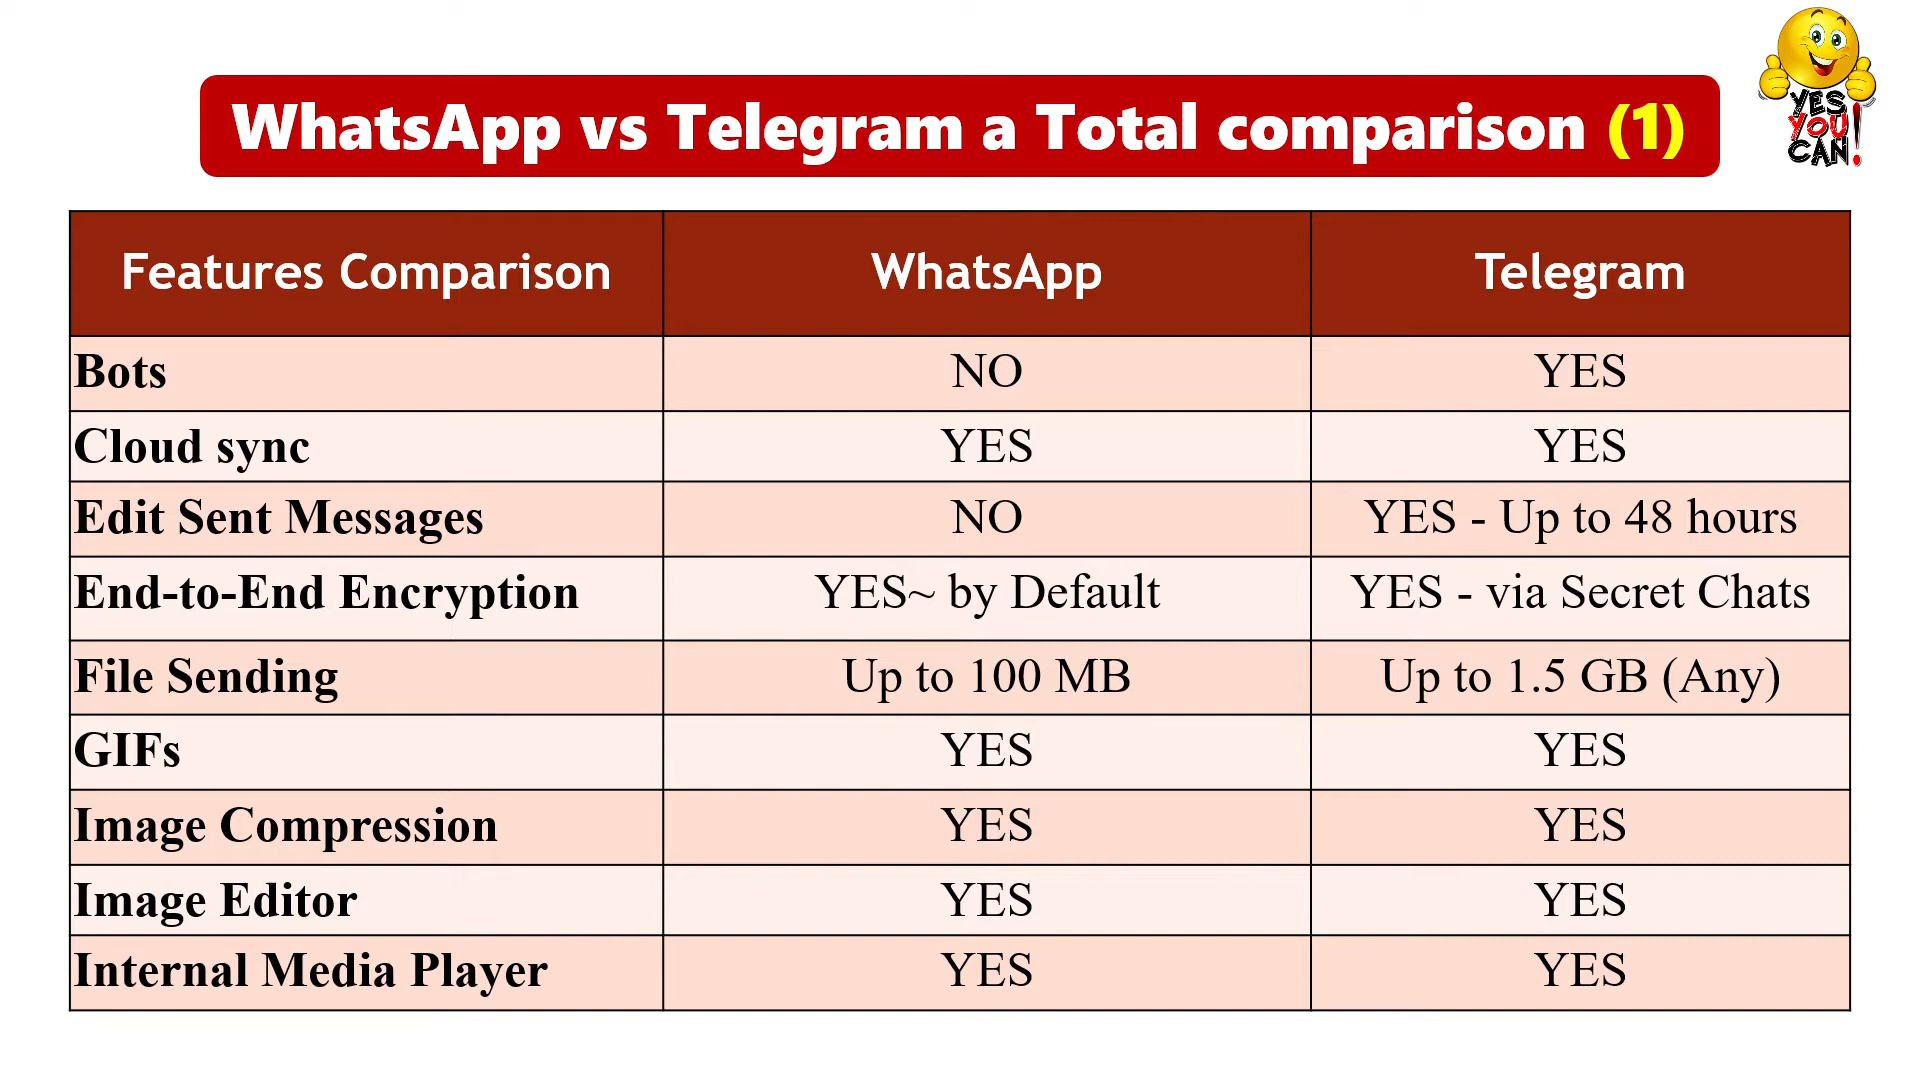 WhatsApp vs Telegram a Total comparison (1)
YES
YOU
CAN!
Features Comparison WhatsApp Telegram
Bots NO YES
Cloud sync YES YES
Edit Sent Messages NO YES - Up to 48 hours
End-to-End Encryption YES~ by Default YES - via Secret Chats
File Sending Up to 100 MB Up to 1.5 GB (Any)
GIFs YES YES
Image Compression YES YES
Image Editor YES YES
Internal Media Player YES YES